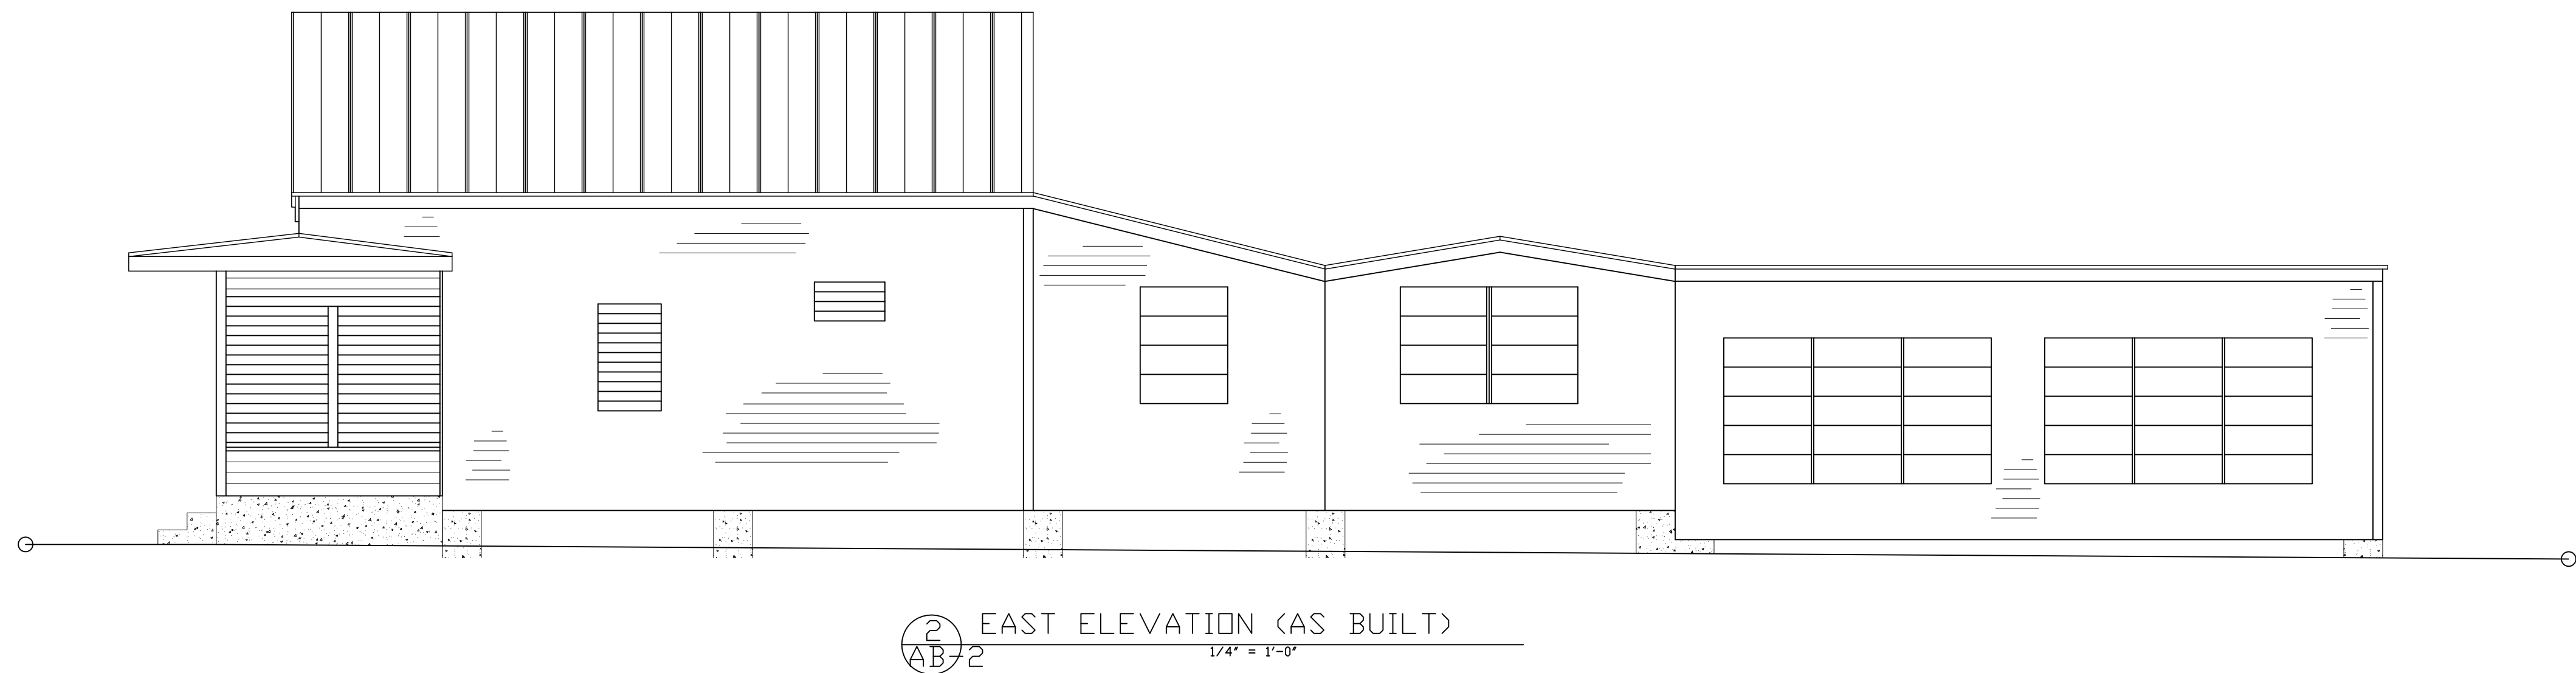 2
EAST ELEVATION (AS BUILT)
AB-2
1/4" = 1'-0"